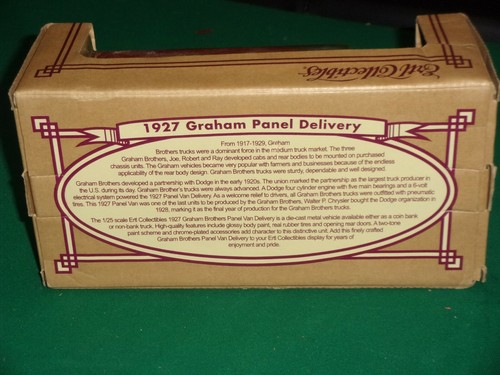 Ertl Collectibles
1927 Graham Panel Delivery
From 1917-1929, Graham
Brothers trucks were a dominant force in the medium truck market. The three
Graham Brothers, Joe, Robert and Ray developed cabs and rear bodies to be mounted on purchased
chassis units. The Graham vehicles became very popular with farmers and businesses because of the endless
applicability of the rear body design. Graham Brothers trucks were sturdy, dependable and well designed.
Graham Brothers developed a partnership with Dodge in the early 1920s. The union marked the partnership as the largest truck producer in
the U.S. during its day. Graham Brother's trucks were always advanced. A Dodge four cylinder engine with five main bearings and a 6-volt
electrical system powered the 1927 Panel Van Delivery. As a welcome relief to drivers, all Graham Brothers trucks were outfitted with pneumatic
tires. This 1927 Panel Van was one of the last units to be produced by the Graham Brothers, Walter P. Chrysler bought the Dodge organization in
1928, marking it as the final year of production for the Graham Brothers trucks.
The 1/25 scale Ertl Collectibles 1927 Graham Brothers Panel Van Delivery is a die-cast metal vehicle available either as a coin bank
or non-bank truck. High-quality features include glossy body paint, real rubber tires and opening rear doors. A two-tone
paint scheme and chrome-plated accessories add character to this distinctive unit. Add this finely crafted
Graham Brothers Panel Van Delivery to your Ertl Collectibles display for years of
enjoyment and pride.